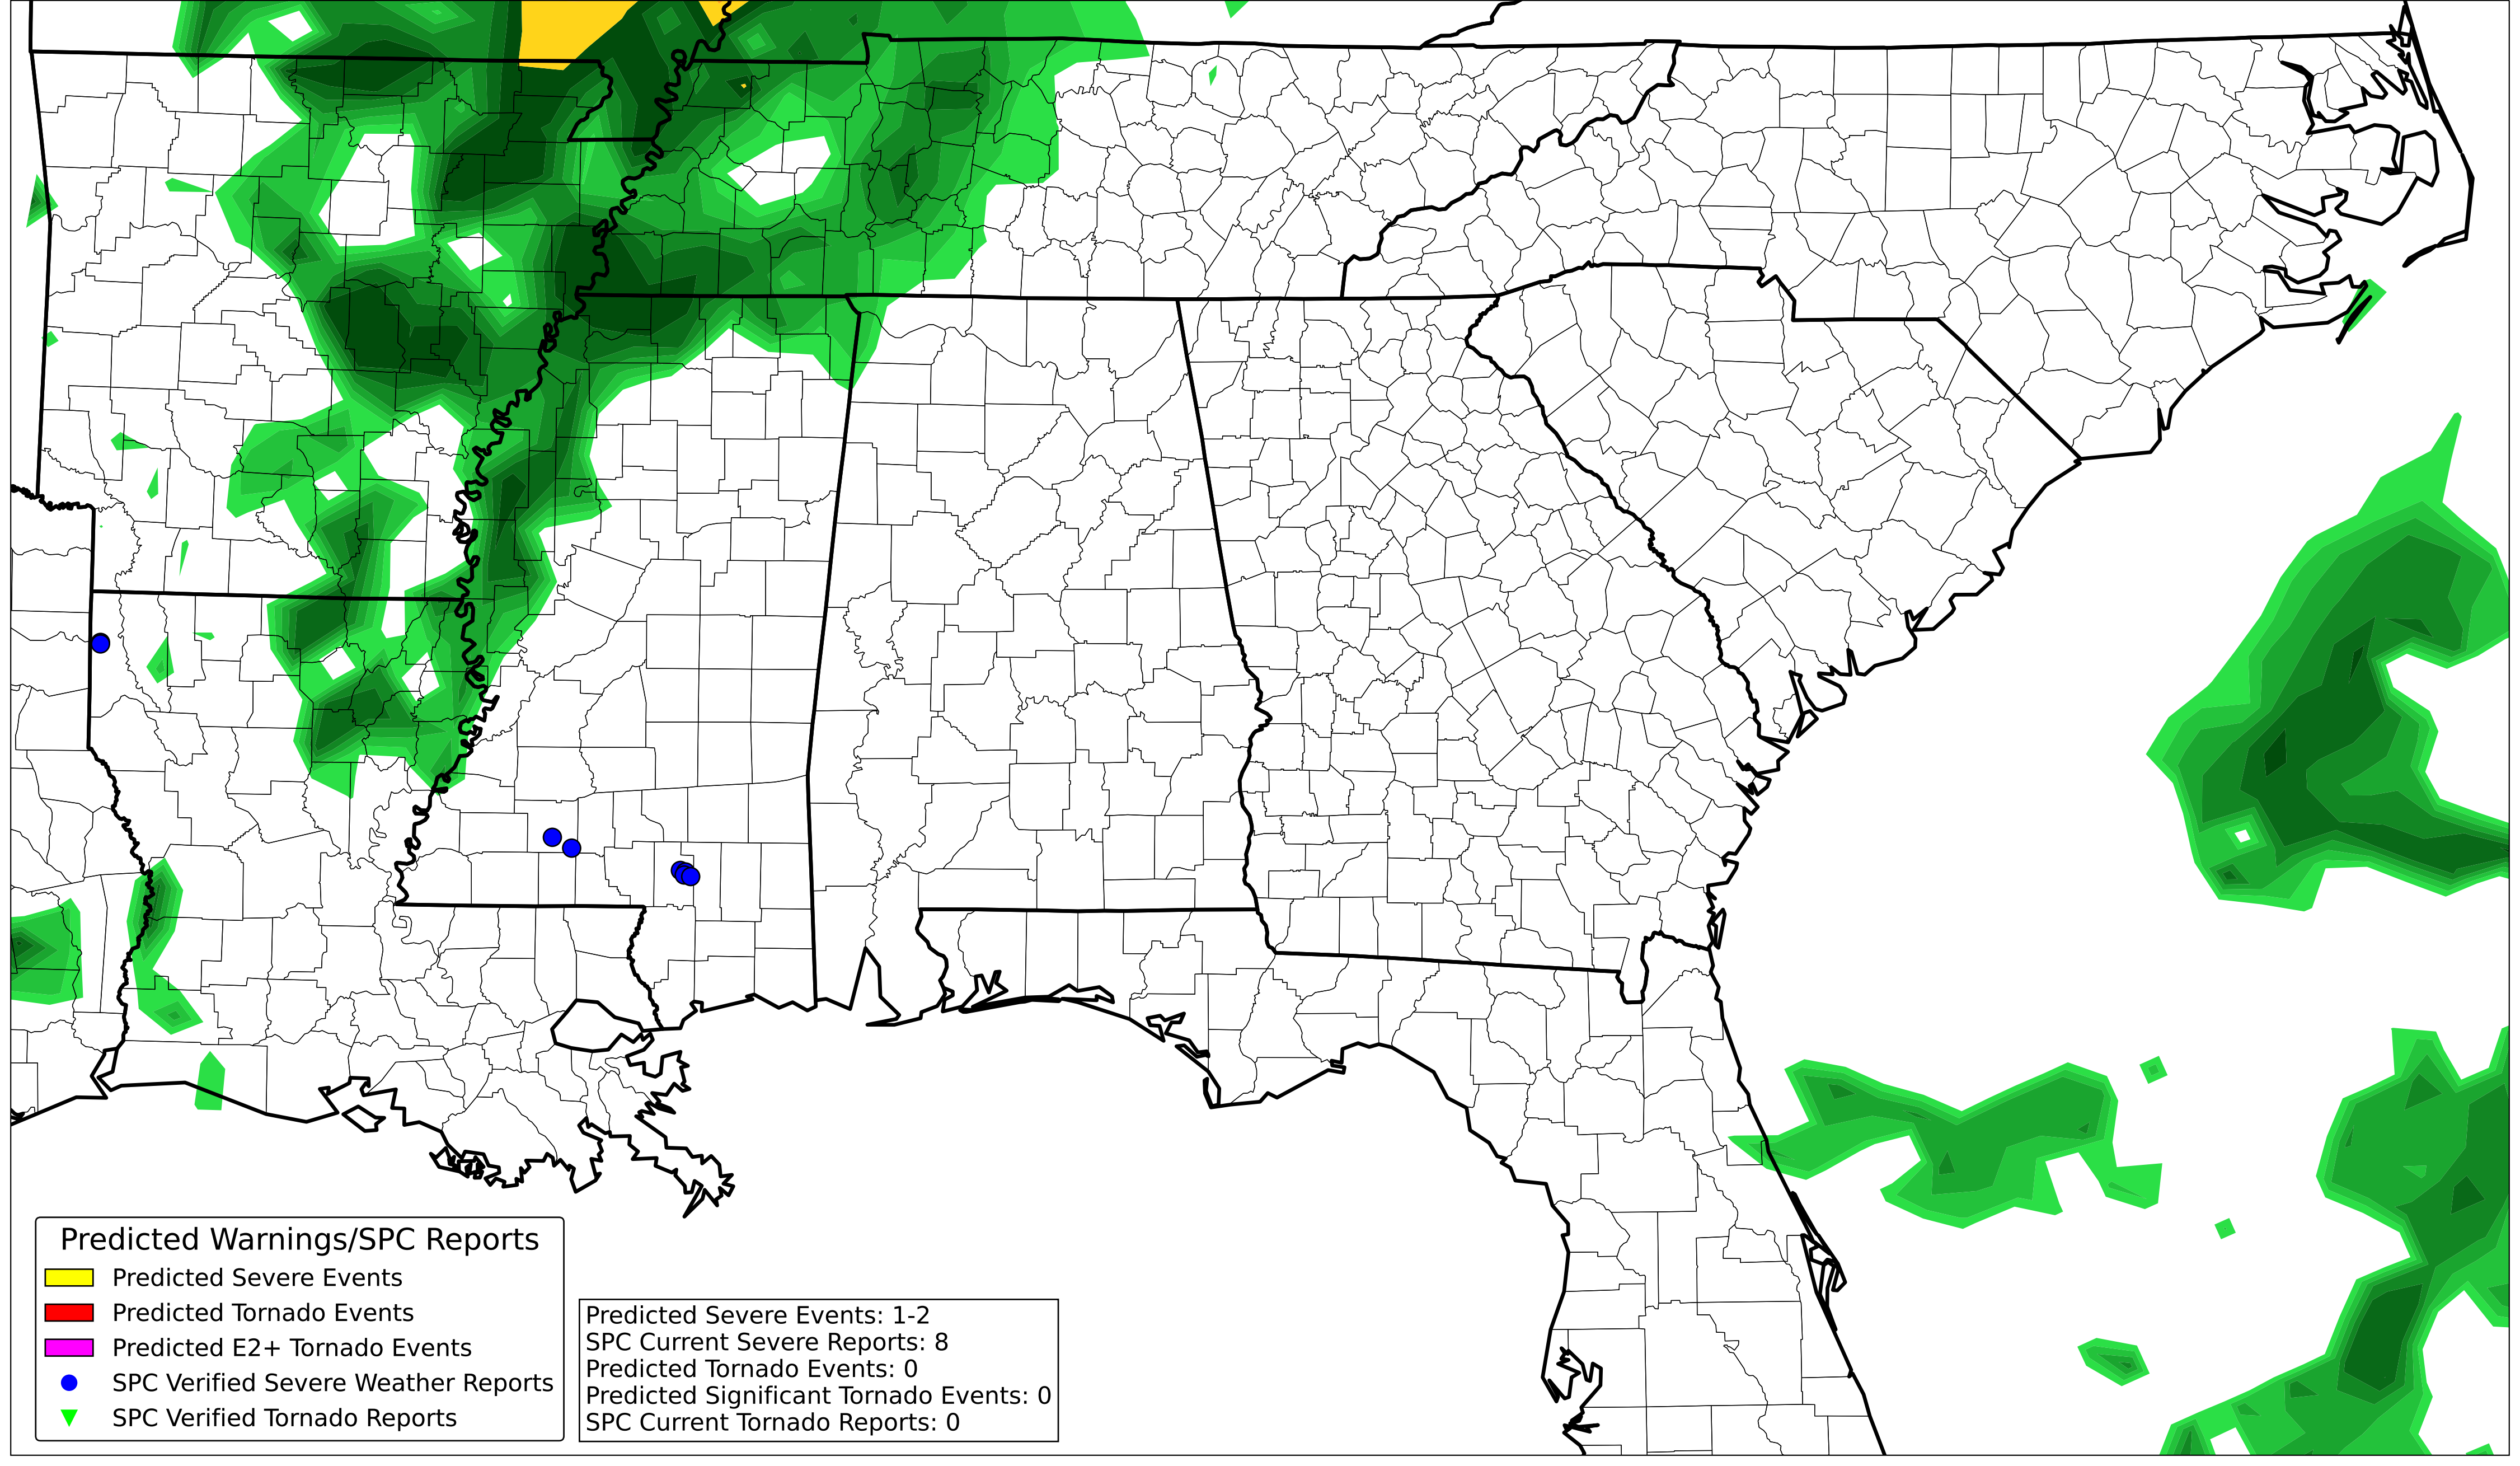 Predicted Warnings/SPC Reports
Predicted Severe Events
Predicted Tornado Events
Predicted E2+ Tornado Events
SPC Verified Severe Weather Reports
SPC Verified Tornado Reports
Predicted Severe Events: 1-2
SPC Current Severe Reports: 8
Predicted Tornado Events: 0
Predicted Significant Tornado Events: 0
SPC Current Tornado Reports: 0